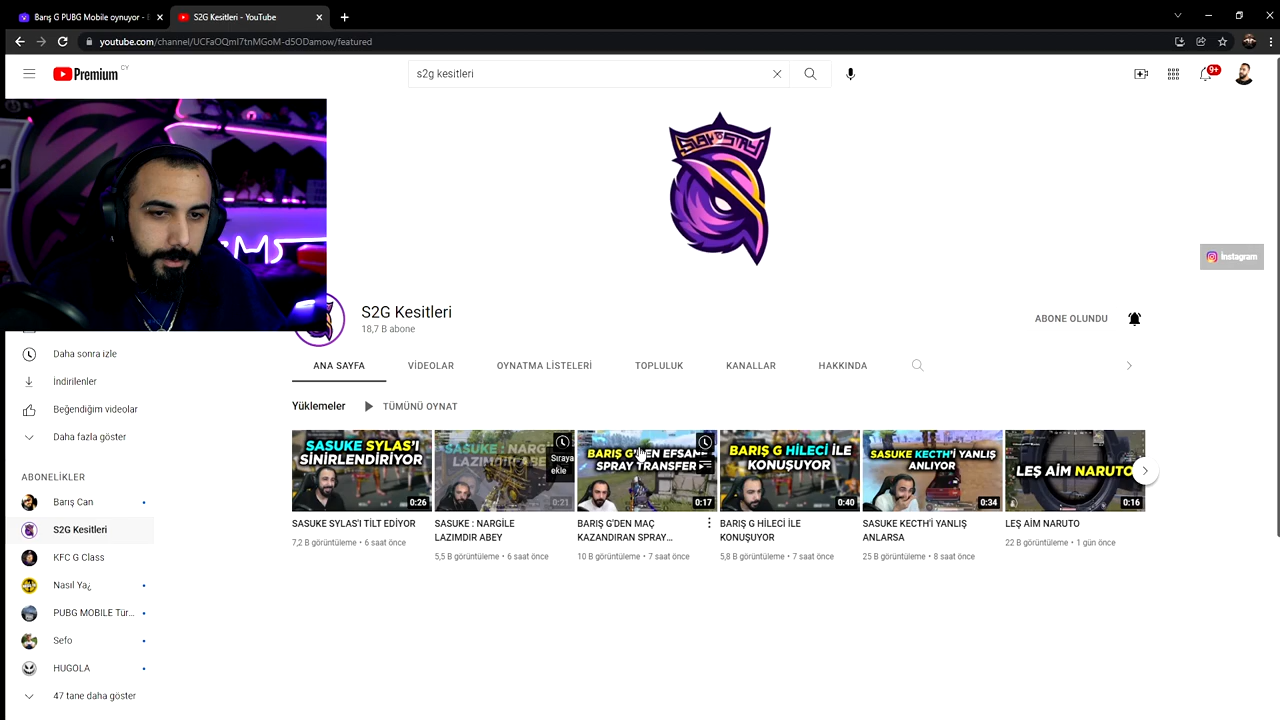 Barış G PUBG Mobile oynuyor -
S2G Kesitleri - YouTube
youtube.com/channel/UCFaOQmI7tnMGoM-d5ODamow/featured
Premium CY
s2g kesitleri
9+
İnstagram
S2G Kesitleri
18,7 B abone
ABONE OLUNDU
ANA SAYFA VİDEOLAR OYNATMA LİSTELERİ TOPLULUK KANALLAR HAKKINDA
Daha sonra izle
İndirilenler
Beğendiğim videolar
Daha fazla göster
ABONELİKLER
Barış Can
S2G Kesitleri
KFC G Class
Nasıl Ya¿
PUBG MOBILE Tür...
Sefo
HUGOLA
47 tane daha göster
Yüklemeler TÜMÜNÜ OYNAT
SASUKE SYLAS'I
SİNİRLENDİRİYOR
0:26
SASUKE SYLAS'I TİLT EDİYOR
7,2 B görüntüleme • 6 saat önce
SASUKE : NARGİ
LAZIMDIR ABE
Sıraya
ekle
0:21
SASUKE : NARGİLE
LAZIMDIR ABEY
5,5 B görüntüleme • 6 saat önce
BARIŞ G'DEN EFSA
SPRAY TRANSFER
0:17
BARIŞ G'DEN MAÇ
KAZANDIRAN SPRAY...
10 B görüntüleme • 7 saat önce
BARIŞ G HİLECİ İLE
KONUŞUYOR
0:40
BARIŞ G HİLECİ İLE
KONUŞUYOR
5,8 B görüntüleme • 7 saat önce
SASUKE KECTH'İ YANLIŞ
ANLIYOR
0:34
SASUKE KECTH'İ YANLIŞ
ANLARSA
25 B görüntüleme • 8 saat önce
LEŞ AİM NARUTO
0:16
LEŞ AİM NARUTO
22 B görüntüleme • 1 gün önce